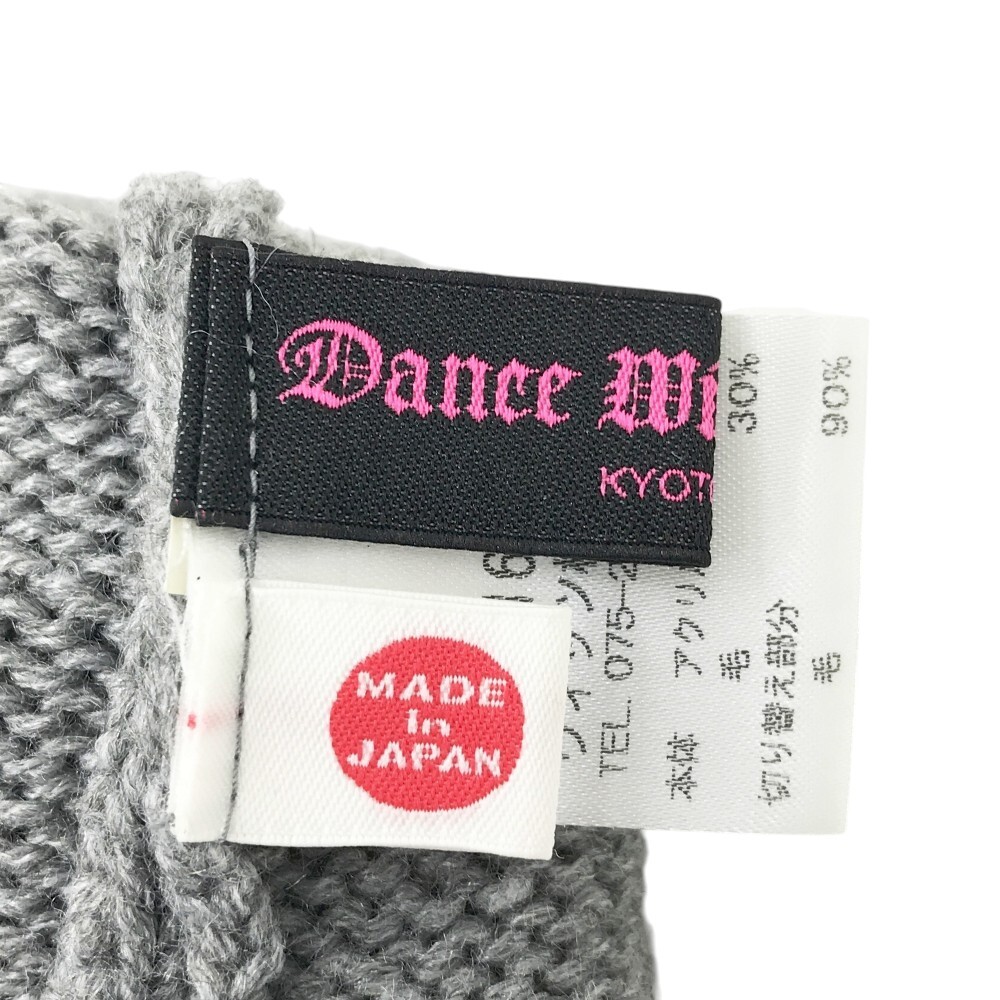 Dance Wi
KYOTO
MADE
in
JAPAN
TEL. 075-
本体 アクリル
毛 30%
切り替え部分
毛 90%